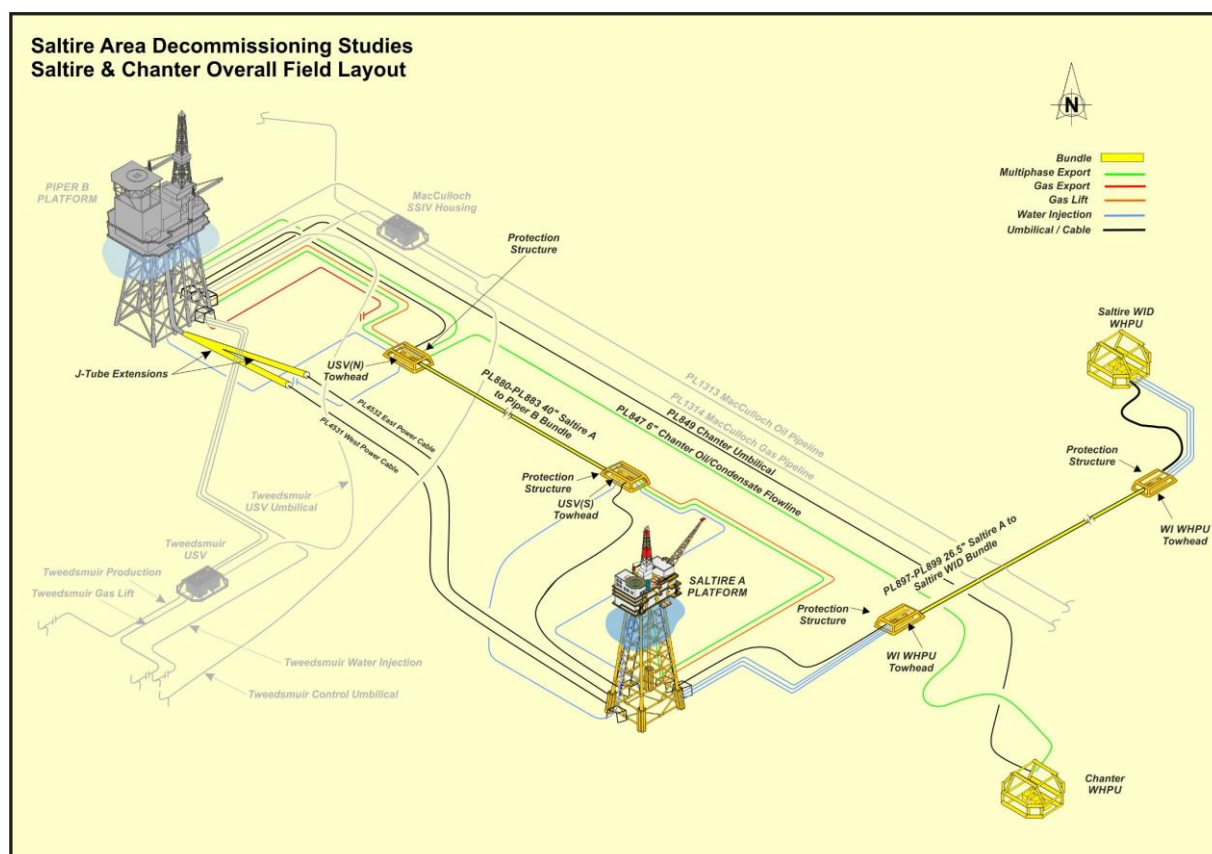 Saltire Area Decommissioning Studies
Saltire & Chanter Overall Field Layout
N
Bundle
Multiphase Export
Gas Export
Gas Lift
Water Injection
Umbilical / Cable
PIPER B
PLATFORM
MacCulloch
SSIV Housing
Protection
Structure
J-Tube Extensions
USV(N)
Towhead
PL880-PL883 40" Saltire A
to Piper B Bundle
PL4532 East Power Cable
PL4531 West Power Cable
PL1313 MacCulloch Oil Pipeline
PL1314 MacCulloch Gas Pipeline
PL849 Chanter Umbilical
PL847 6" Chanter Oil/Condensate Flowline
Saltire WID
WHPU
Protection
Structure
WI WHPU
Towhead
Protection
Structure
USV(S)
Towhead
Tweedsmuir
USV Umbilical
Tweedsmuir
USV
Tweedsmuir Production
Tweedsmuir Gas Lift
Tweedsmuir Water Injection
Tweedsmuir Control Umbilical
SALTIRE A
PLATFORM
PL897-PL899 26.5" Saltire A to
Saltire WID Bundle
Protection
Structure
WI WHPU
Towhead
Chanter
WHPU